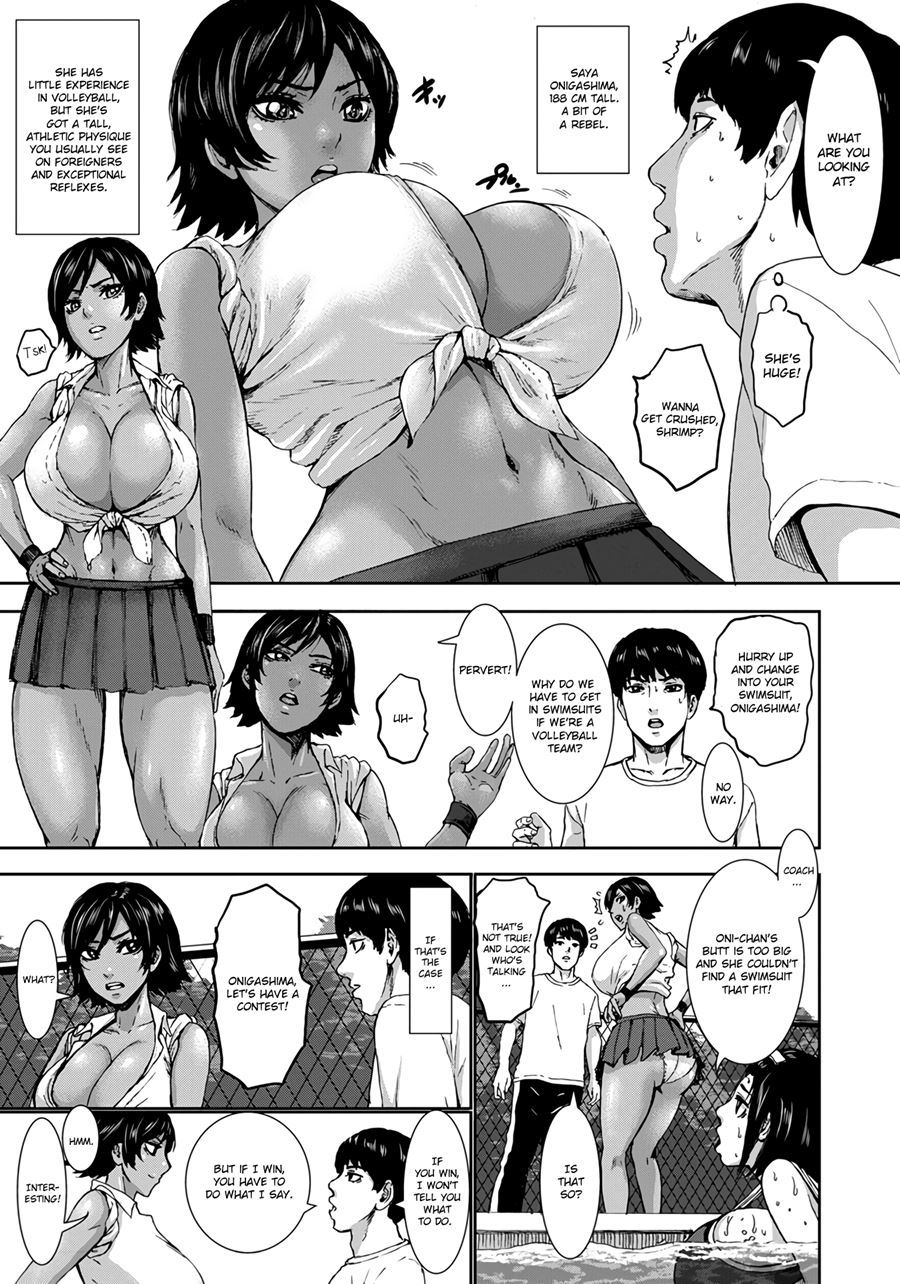 WHAT
ARE YOU
LOOKING
AT?
SAYA
ONIGASHIMA,
188 CM TALL.
A BIT OF
A REBEL.
SHE'S
HUGE!
WANNA
GET CRUSHED,
SHRIMP?
キッ
SHE HAS
LITTLE EXPERIENCE
IN VOLLEYBALL,
BUT SHE'S
GOT A TALL,
ATHLETIC PHYSIQUE
YOU USUALLY SEE
ON FOREIGNERS
AND EXCEPTIONAL
REFLEXES.
TSK!
HURRY UP
AND CHANGE
INTO YOUR
SWIMSUIT,
ONIGASHIMA!
NO
WAY.
WHY DO WE
HAVE TO GET
IN SWIMSUITS
IF WE'RE A
VOLLEYBALL
TEAM?
PERVERT!
UH-
COACH
...
ONI-CHAN'S
BUTT IS TOO BIG
AND SHE COULDN'T
FIND A SWIMSUIT
THAT FIT!
THAT'S
NOT TRUE!
AND LOOK
WHO'S
TALKING
...
IS
THAT
SO?
IF
THAT'S
THE CASE
...
ONIGASHIMA,
LET'S HAVE A
CONTEST!
WHAT?
IF
YOU WIN,
I WON'T
TELL YOU
WHAT
TO DO.
BUT IF I WIN,
YOU HAVE TO
DO WHAT I SAY.
HMM.
INTER-
ESTING!